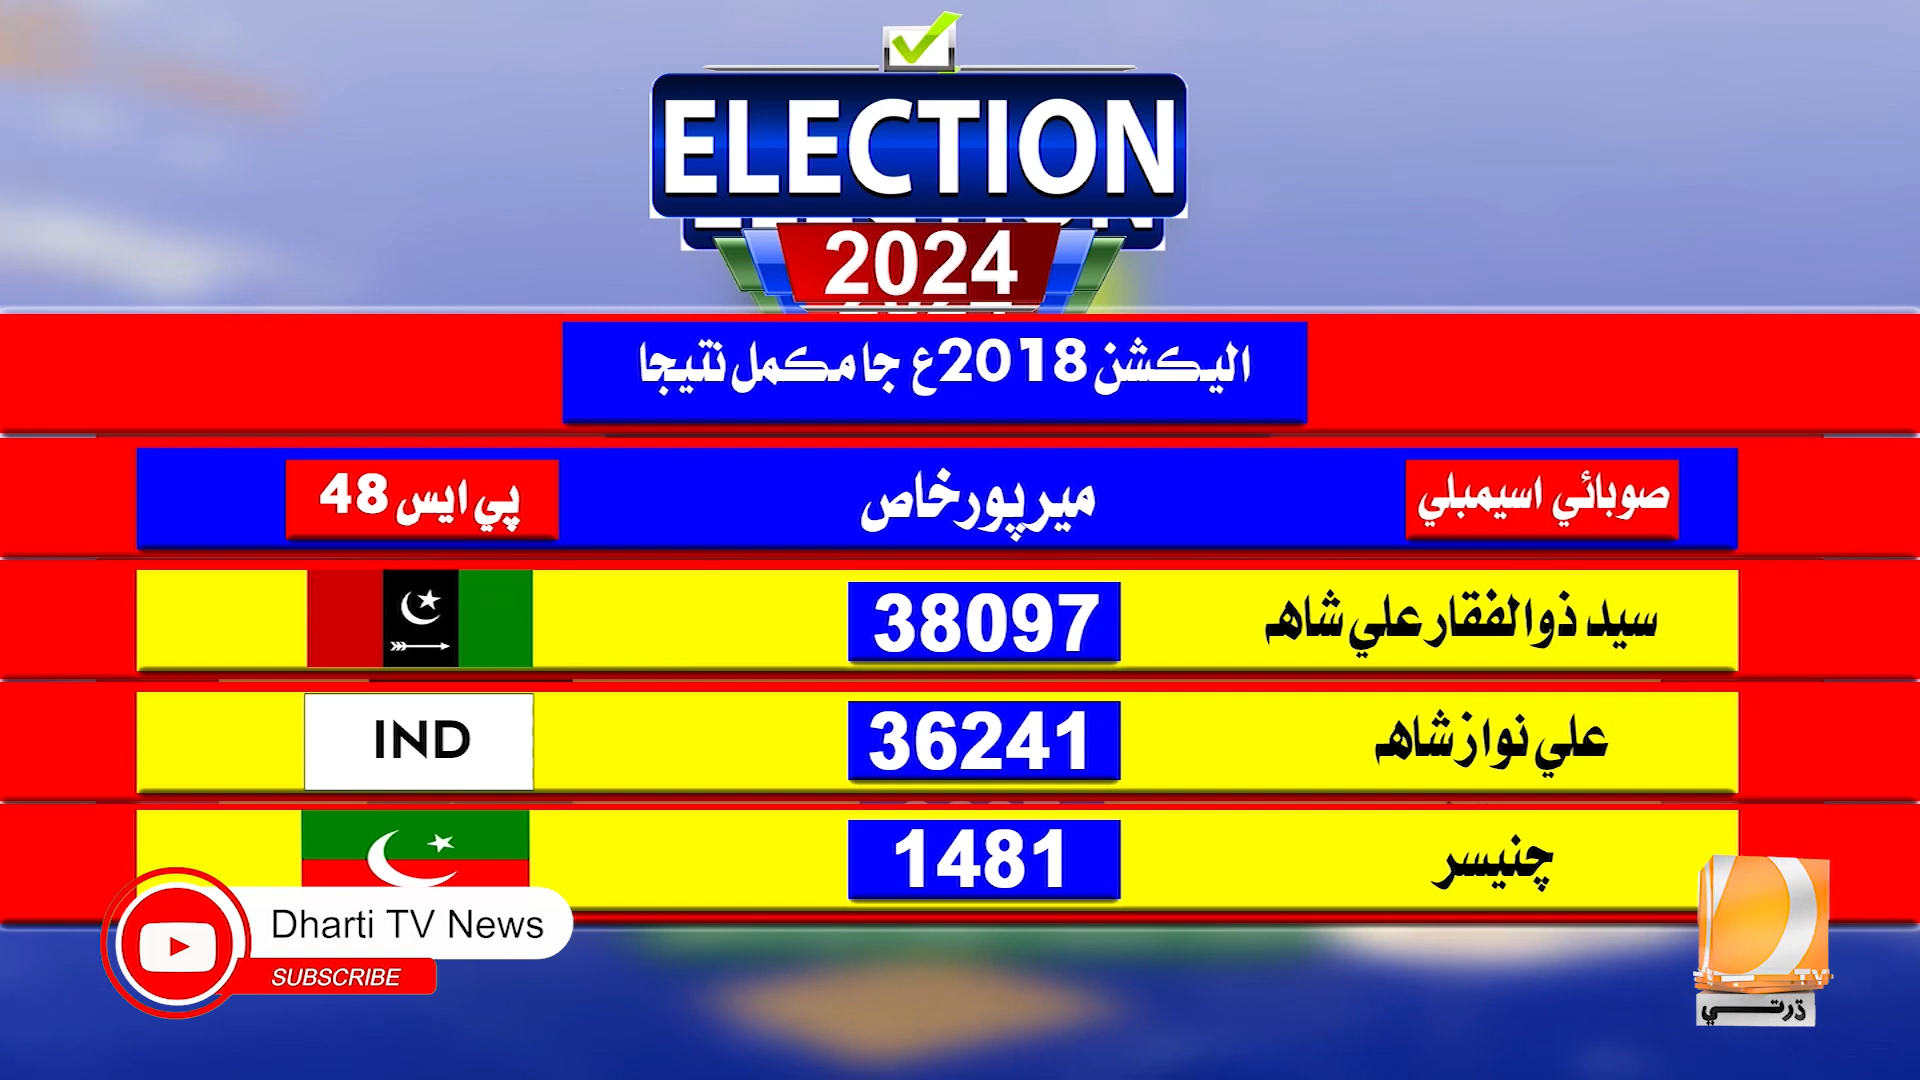 ELECTION
2024
اليڪشن 2018ع جا مڪمل نتيجا
صوبائي اسيمبلي
ميرپورخاص
پي ايس 48
سيد ذوالفقار علي شاهه
38097
علي نواز شاهه
36241
IND
چنيسر
1481
Dharti TV News
SUBSCRIBE
TV
ڌرتي